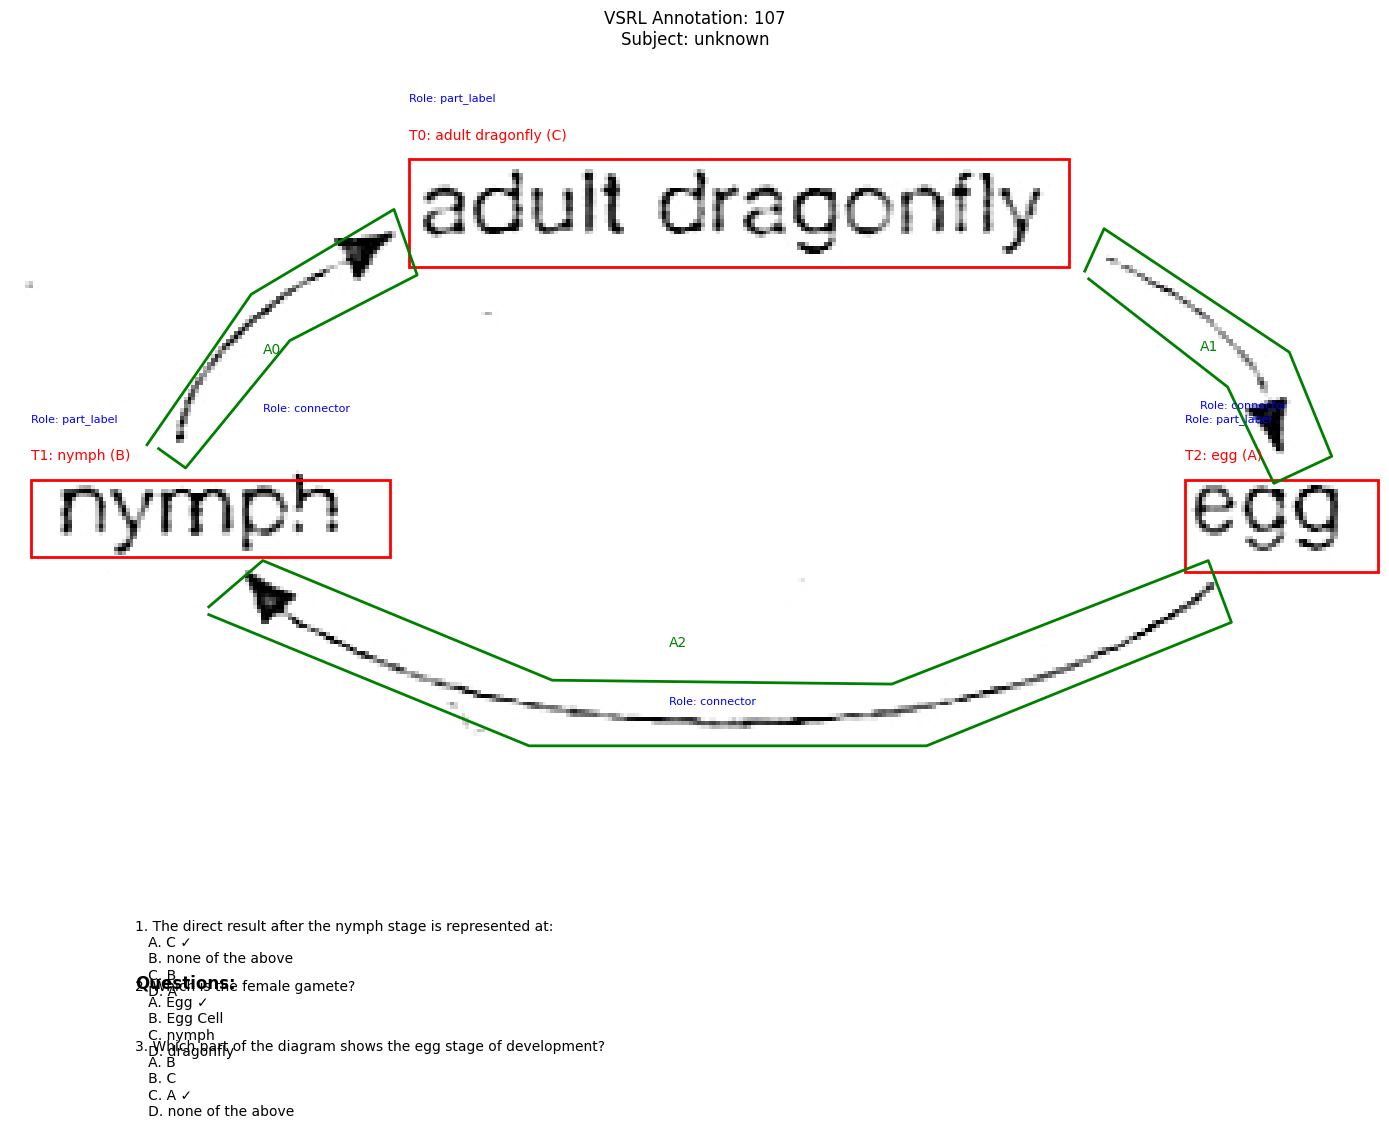 VSRL Annotation: 107
Subject: unknown
Role: part_label
T0: adult dragonfly (C)
adult dragonfly
A0
A1
Role: connector
Role: connector
Role: part_label
Role: part_label
T1: nymph (B)
T2: egg (A)
nymph
egg
A2
Role: connector
1. The direct result after the nymph stage is represented at:
A. C ✓
B. none of the above
C. B
Questions:
D. A
2. Which is the female gamete?
A. Egg ✓
B. Egg Cell
C. nymph
D. dragonfly
3. Which part of the diagram shows the egg stage of development?
A. B
B. C
C. A ✓
D. none of the above